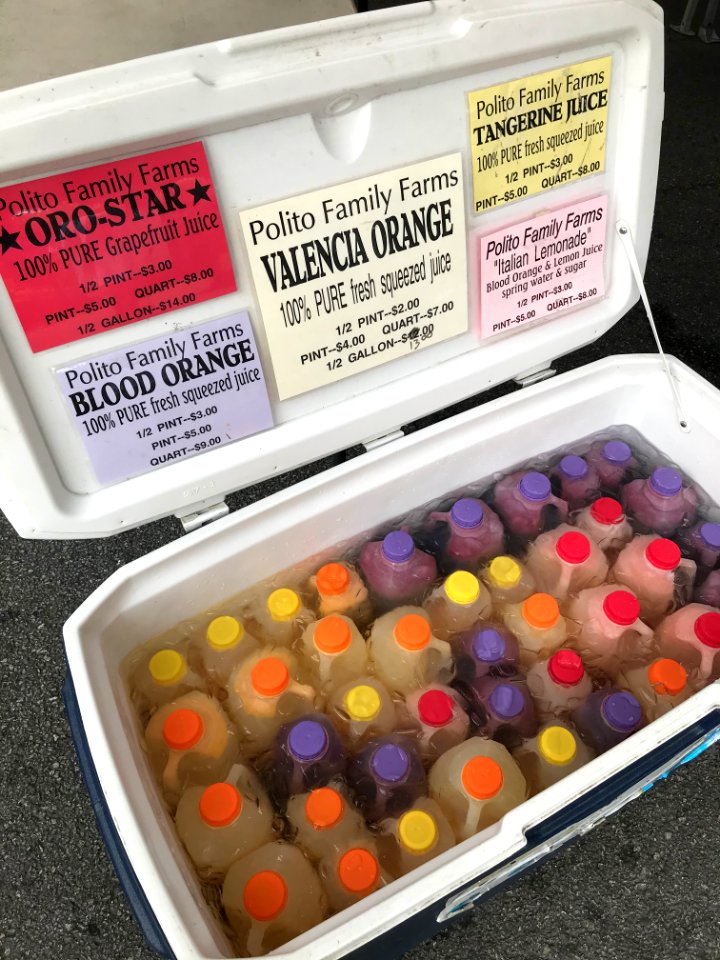 Polito Family Farms
★ORO-STAR★
100% PURE Grapefruit Juice
1/2 PINT--$3.00
PINT--$5.00 QUART--$8.00
1/2 GALLON--$14.00
Polito Family Farms
BLOOD ORANGE
100% PURE fresh squeezed juice
1/2 PINT--$3.00
PINT--$5.00
QUART--$9.00
Polito Family Farms
VALENCIA ORANGE
100% PURE fresh squeezed juice
1/2 PINT--$2.00
PINT--$4.00 QUART--$7.00
1/2 GALLON--$12.00
13.00
Polito Family Farms
TANGERINE JUICE
100% PURE fresh squeezed juice
1/2 PINT--$3.00
PINT--$5.00 QUART--$8.00
Polito Family Farms
"Italian Lemonade"
Blood Orange & Lemon Juice
spring water & sugar
1/2 PINT--$3.00
PINT--$5.00 QUART--$8.00